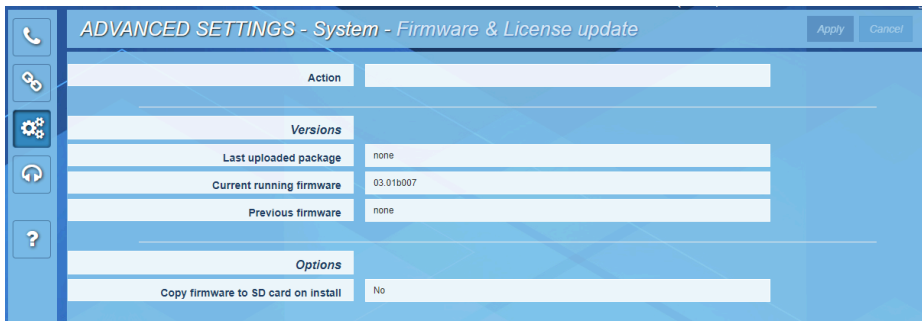 ADVANCED SETTINGS - System - Firmware & License update
Apply
Cancel
Action
Versions
Last uploaded package
none
Current running firmware
03.01b007
Previous firmware
none
Options
Copy firmware to SD card on install
No
?